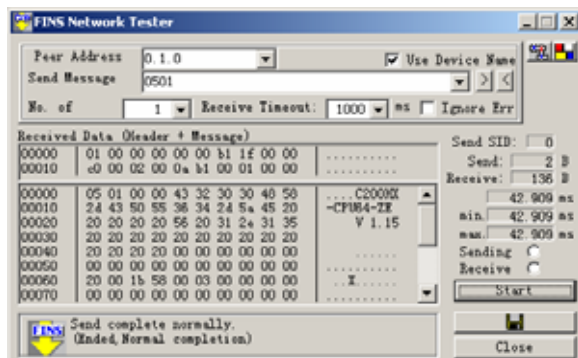 FINS Network Tester
Peer Address 0.1.0 Use Device Name
Send Message 0501
No. of 1 Receive Timeout: 1000 ms Ignore Err
Received Data (Header + Message)
00000 01 00 00 00 00 00 b1 1f 00 00 ..........
00010 c0 00 02 00 0a b1 00 01 00 00 ..........
00000 05 01 00 00 43 32 30 30 48 58 ....C200HX
00010 2d 43 50 55 36 34 2d 5a 45 20 -CPU64-ZE
00020 20 20 20 20 56 20 31 2e 31 35 V 1.15
00030 20 20 20 20 20 20 20 20 20 20
00040 20 20 20 20 00 00 00 00 00 00 ......
00050 00 00 00 00 00 00 00 00 00 00 ..........
00060 20 00 1b 58 00 03 00 00 00 00 ..X......
00070 00 00 00 00 00 00 00 00 00 00 ..........
Send SID: 0
Send: 2 B
Receive: 136 B
42.909 ms
min. 42.909 ms
max. 42.909 ms
Sending
Receive
Start
FINS Send complete normally.
(Ended, Normal completion)
Close